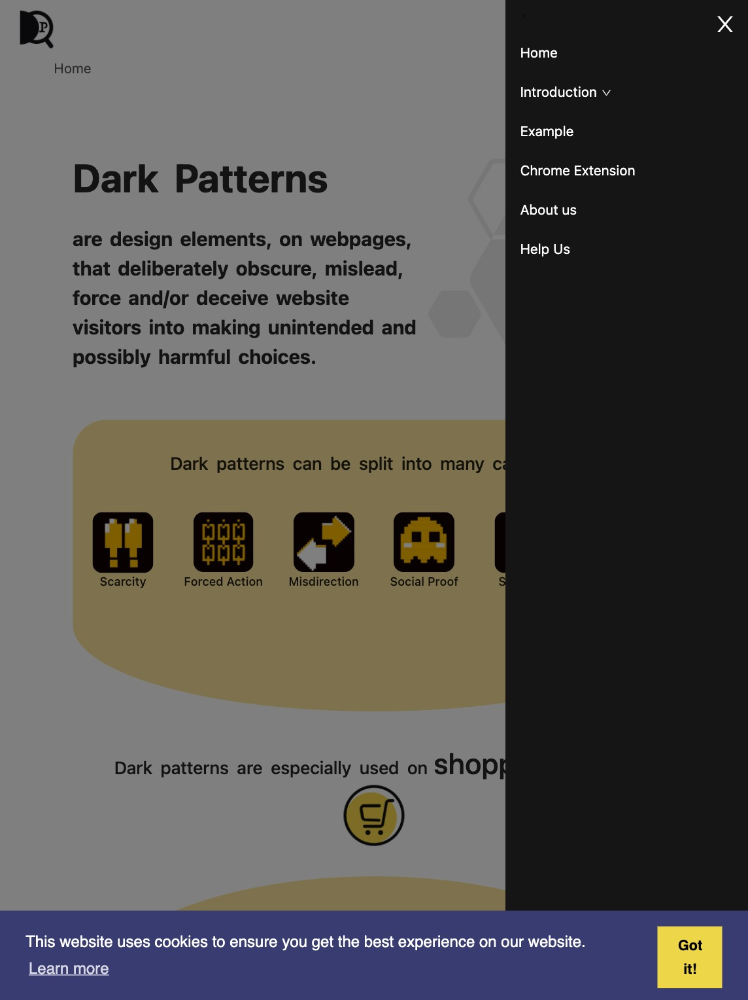 P
Home
Dark Patterns
are design elements, on webpages,
that deliberately obscure, mislead,
force and/or deceive website
visitors into making unintended and
possibly harmful choices.
Dark patterns can be split into many
Scarcity
Forced Action
Misdirection
Social Proof
Dark patterns are especially used on shopp
X
Home
Introduction
Example
Chrome Extension
About us
Help Us
This website uses cookies to ensure you get the best experience on our website.
Learn more
Got
it!